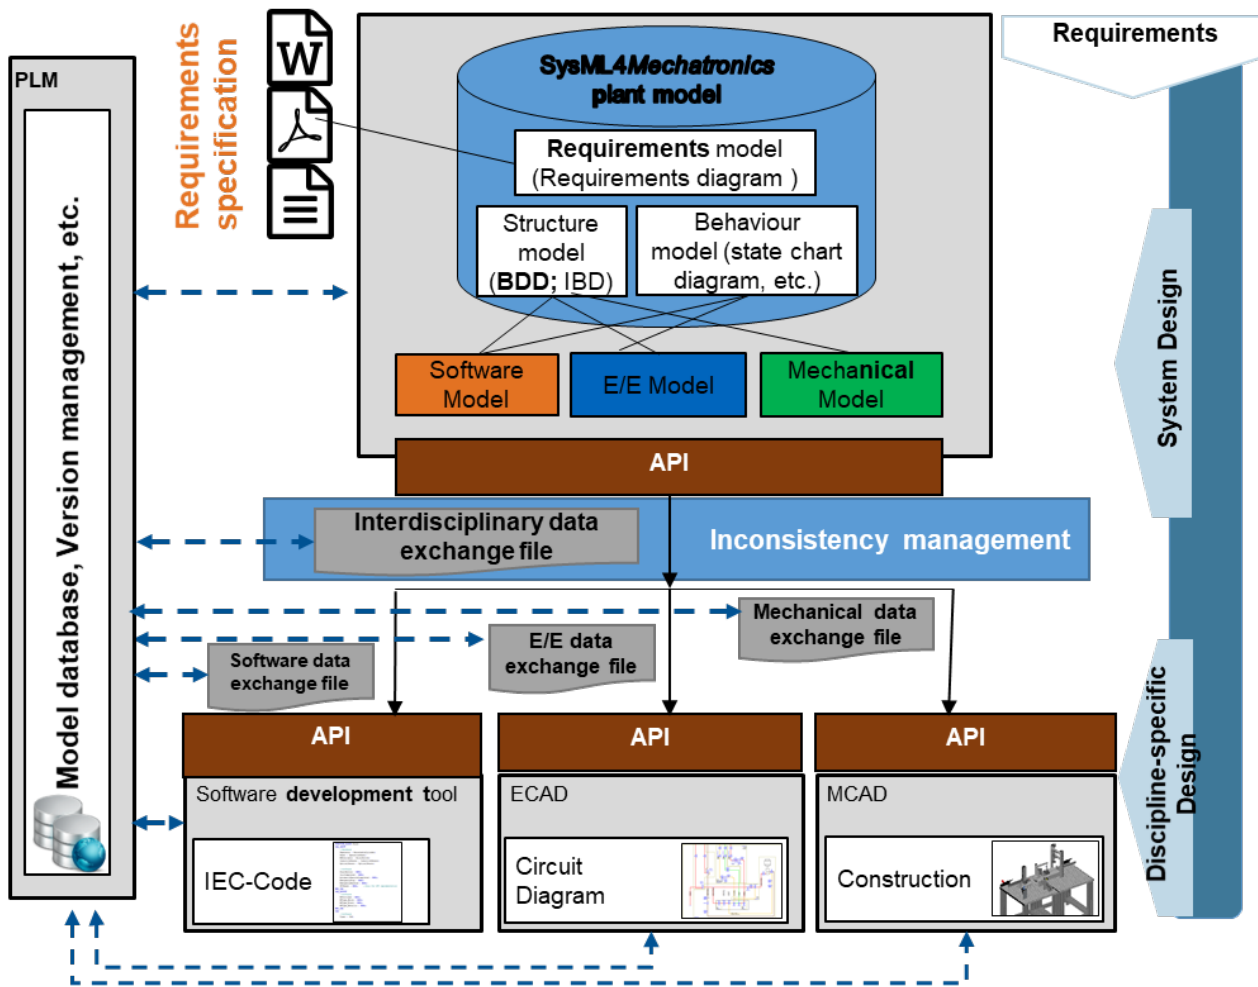 PLM
Model database, Version management, etc.
Requirements
specification
W
SysML4Mechatronics
plant model
Requirements model
(Requirements diagram )
Structure
model
(BDD; IBD)
Behaviour
model (state chart
diagram, etc.)
Software
Model
E/E Model
Mechanical
Model
API
Interdisciplinary data
exchange file
Inconsistency management
Mechanical data
exchange file
E/E data
exchange file
Software data
exchange file
API
API
API
Software development tool
ECAD
MCAD
IEC-Code
Circuit
Diagram
Construction
Requirements
System Design
Discipline-specific
Design